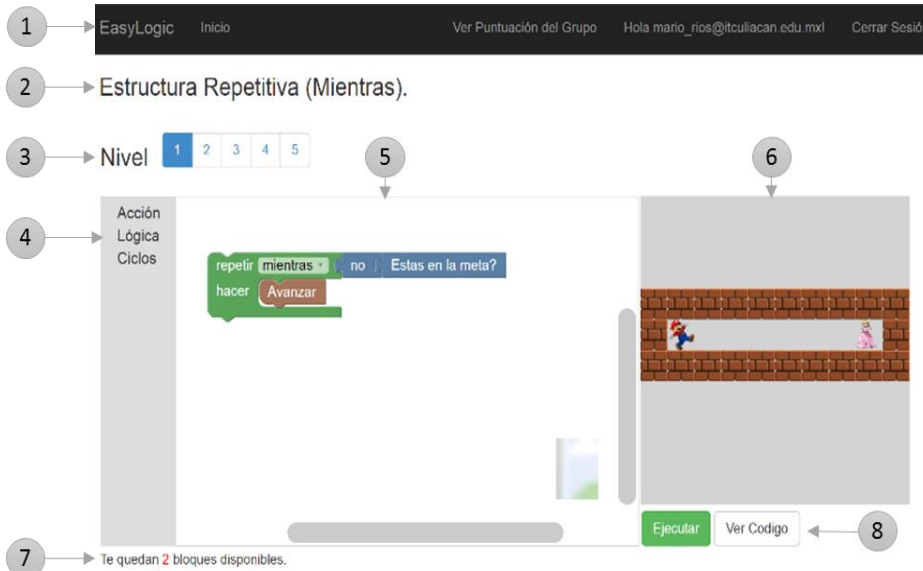 1 EasyLogic Inicio Ver Puntuación del Grupo Hola mario_rios@itculiacan.edu.mx! Cerrar Sesió
2 Estructura Repetitiva (Mientras).
3 Nivel 1 2 3 4 5
5 6
4
Acción
Lógica
Ciclos
repetir mientras no Estas en la meta?
hacer Avanzar
Ejecutar Ver Codigo 8
7 Te quedan 2 bloques disponibles.